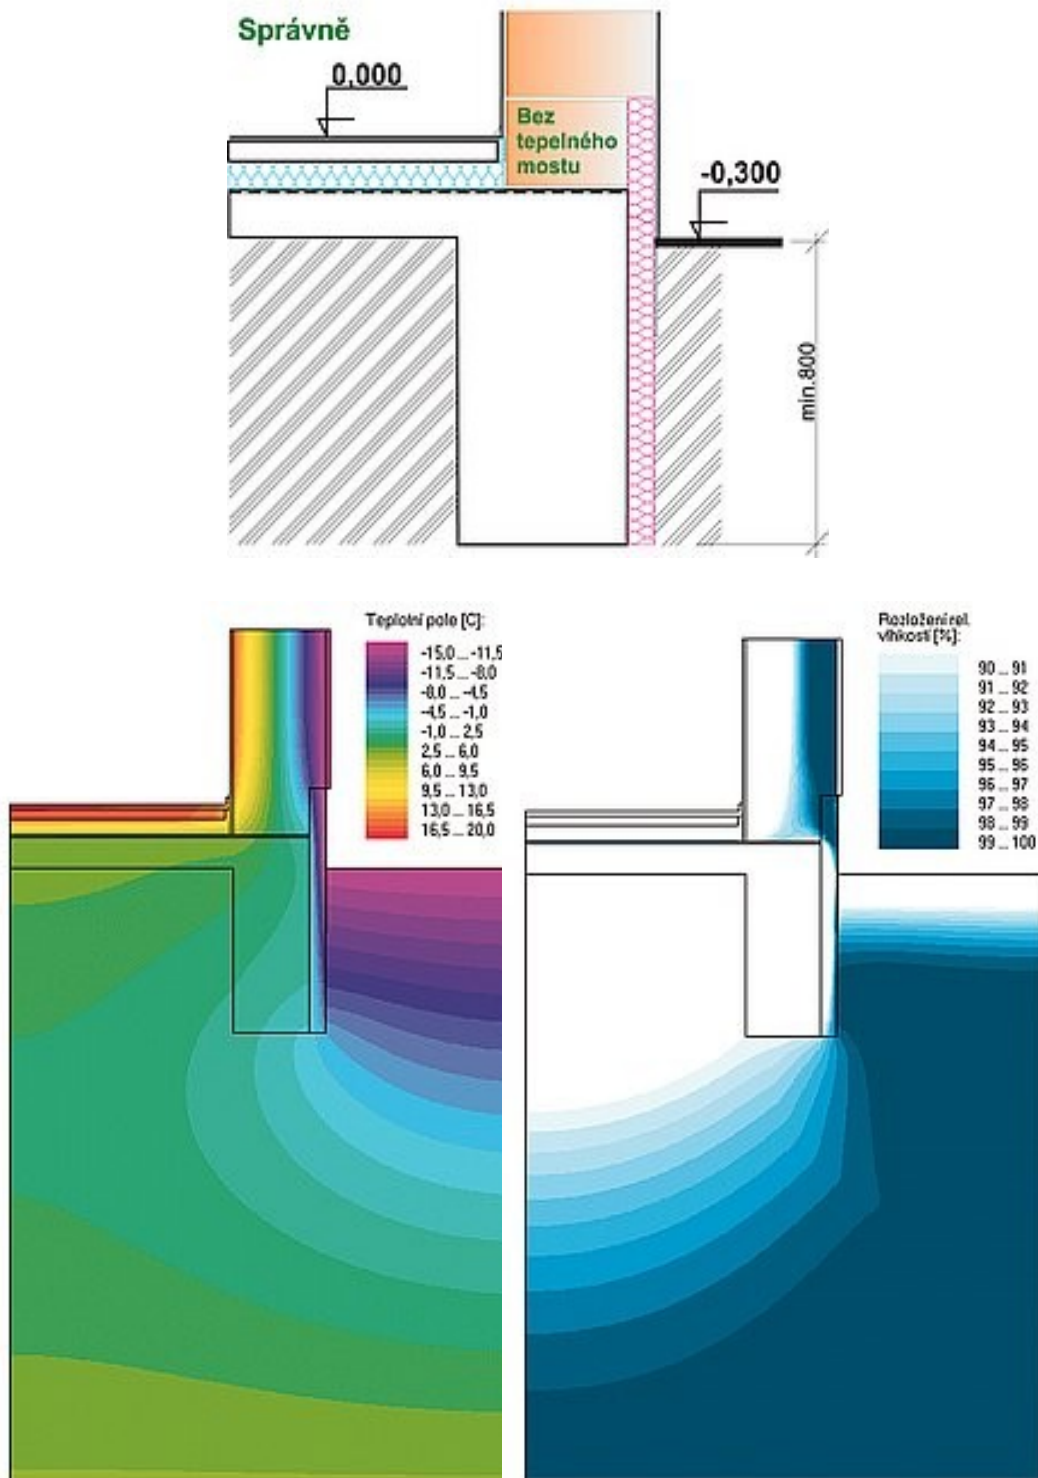 Správně
0,000
Bez
tepelného
mostu
-0,300
min.800
Teplotní pole [C]:
-15,0 ... -11,5
-11,5 ... -8,0
-8,0 ... -4,5
-4,5 ... -1,0
-1,0 ... 2,5
2,5 ... 6,0
6,0 ... 9,5
9,5 ... 13,0
13,0 ... 16,5
16,5 ... 20,0
Rozložení rel.
vlhkosti [%]:
90 ... 91
91 ... 92
92 ... 93
93 ... 94
94 ... 95
95 ... 96
96 ... 97
97 ... 98
98 ... 99
99 ... 100